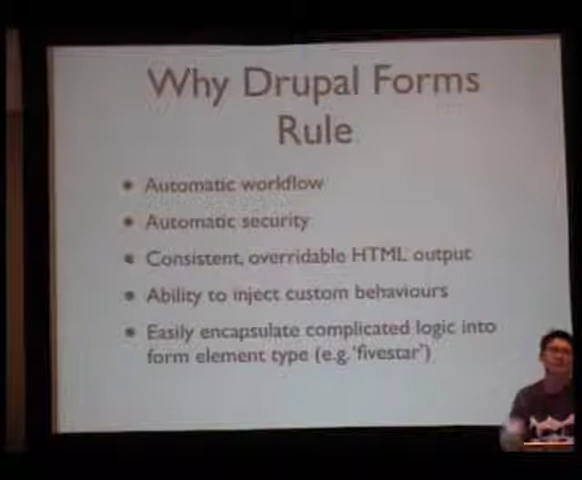 Why Drupal Forms
Rule
Automatic workflow
Automatic security
Consistent, overridable HTML output
Ability to inject custom behaviours
Easily encapsulate complicated logic into
form element type (e.g. 'fivestar')